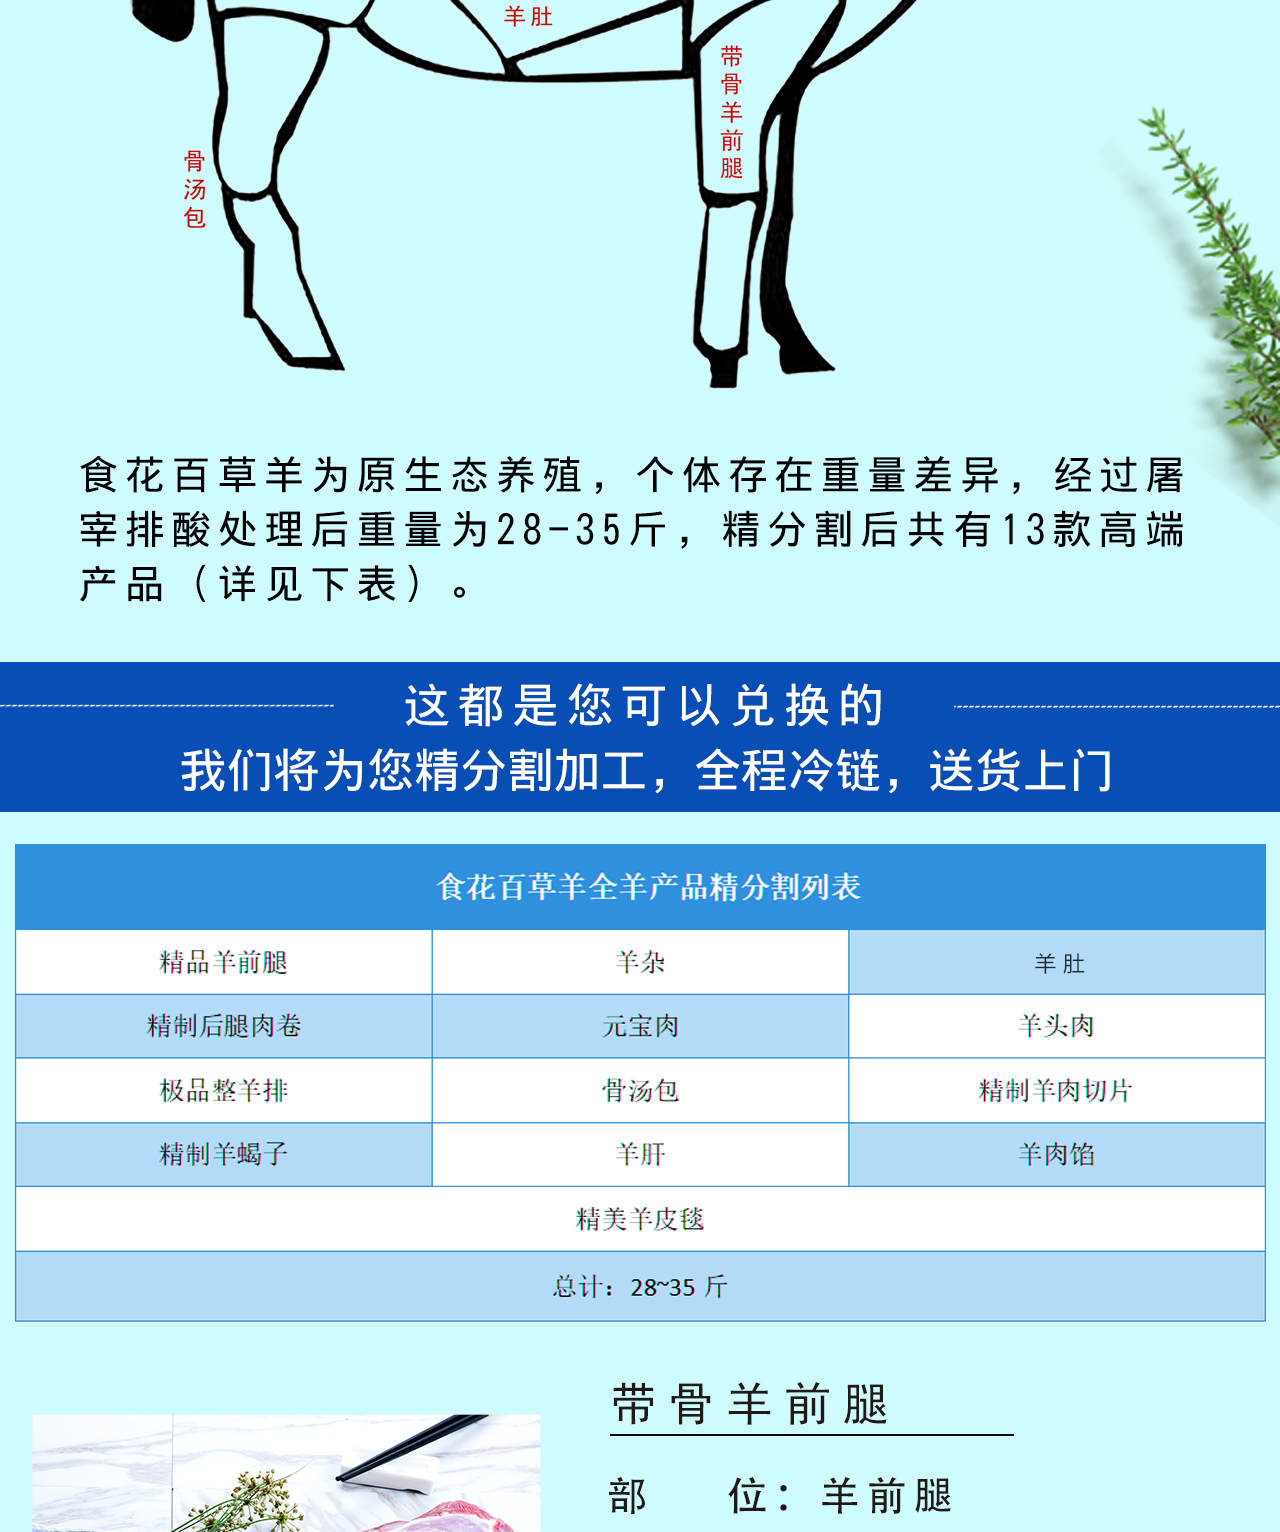 羊肚
带骨羊前腿
骨汤包
食花百草羊为原生态养殖，个体存在重量差异，经过屠
宰排酸处理后重量为28-35斤，精分割后共有13款高端
产品（详见下表）。
这都是您可以兑换的
我们将为您精分割加工，全程冷链，送货上门
食花百草羊全羊产品精分割列表
精品羊前腿 羊杂 羊肚
精制后腿肉卷 元宝肉 羊头肉
极品整羊排 骨汤包 精制羊肉切片
精制羊蝎子 羊肝 羊肉馅
精美羊皮毯
总计：28~35 斤
带骨羊前腿
部 位：羊前腿